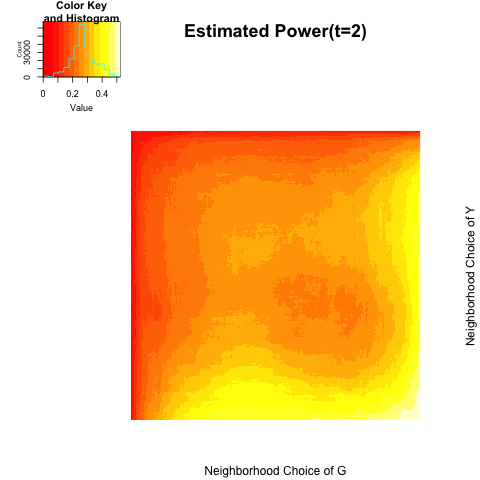 Color Key
and Histogram
Estimated Power(t=2)
Count
0 30000
0 0.2 0.4
Value
Neighborhood Choice of Y
Neighborhood Choice of G